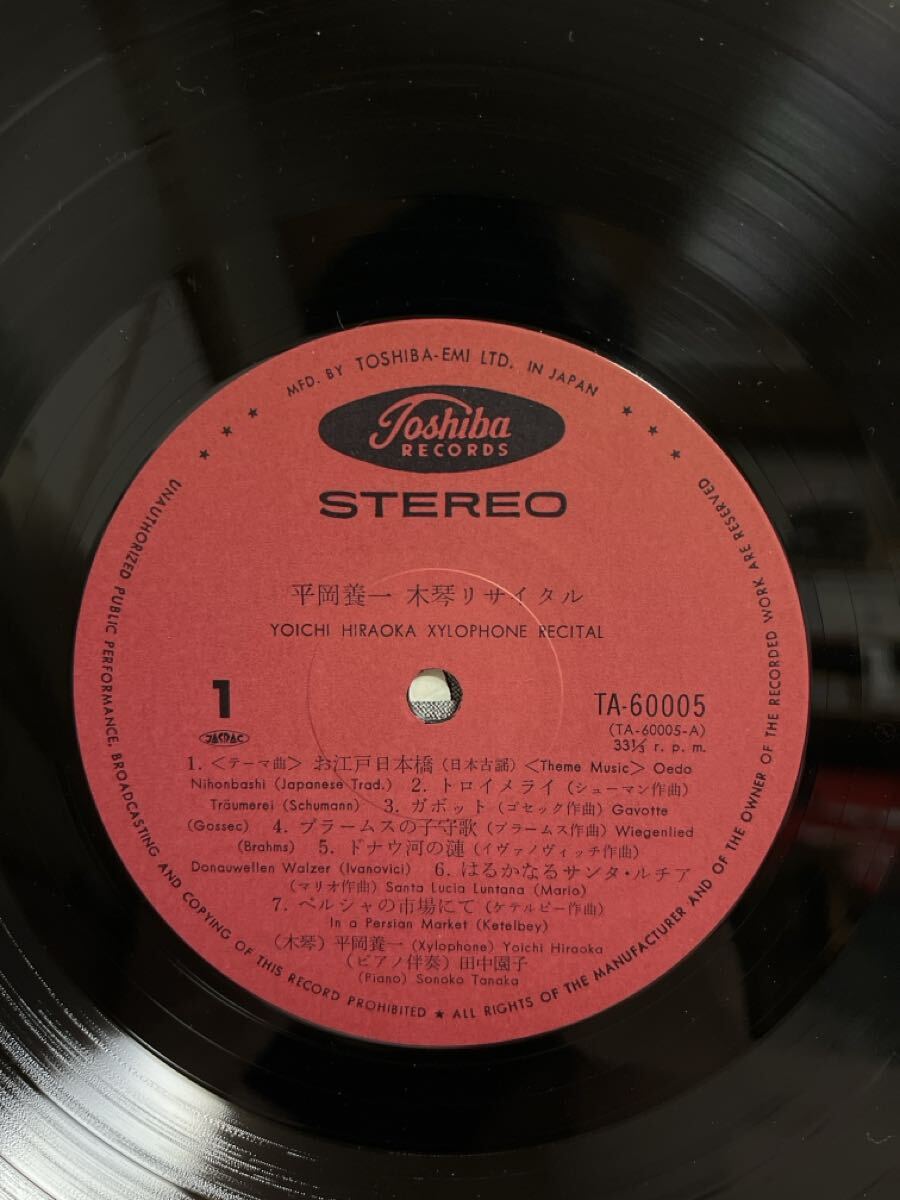 MFD. BY TOSHIBA-EMI LTD. IN JAPAN
Toshiba
RECORDS
STEREO
平岡養一 木琴リサイタル
YOICHI HIRAOKA XYLOPHONE RECITAL
1
JASRAC
TA-60005
(TA-60005-A)
33⅓ r. p. m.
1. <テーマ曲> お江戸日本橋 (日本古謡) <Theme Music> Oedo
Nihonbashi (Japanese Trad.) 2. トロイメライ (シューマン作曲)
Träumerei (Schumann) 3. ガボット (ゴセック作曲) Gavotte
(Gossec) 4. ブラームスの子守歌 (ブラームス作曲) Wiegenlied
(Brahms) 5. ドナウ河の漣 (イヴァノヴィッチ作曲)
Donauwellen Walzer (Ivanovici) 6. はるかなるサンタ・ルチア
(マリオ作曲) Santa Lucia Luntana (Mario)
7. ペルシャの市場にて (ケテルビー作曲)
In a Persian Market (Ketelbey)
(木琴) 平岡養一 (Xylophone) Yoichi Hiraoka
(ピアノ伴奏) 田中園子
(Piano) Sonoko Tanaka
UNAUTHORIZED PUBLIC PERFORMANCE, BROADCASTING AND COPYING OF THIS RECORD PROHIBITED ★ ALL RIGHTS OF THE MANUFACTURER AND OF THE OWNER OF THE RECORDED WORK ARE RESERVED